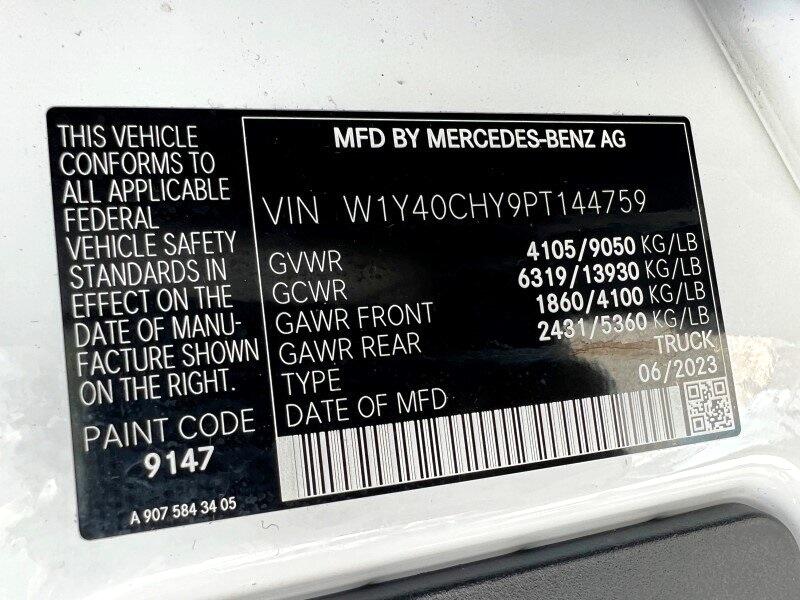 THIS VEHICLE
CONFORMS TO
ALL APPLICABLE
FEDERAL
VEHICLE SAFETY
STANDARDS IN
EFFECT ON THE
DATE OF MANU-
FACTURE SHOWN
ON THE RIGHT.
PAINT CODE
9147
A 907 584 34 05
MFD BY MERCEDES-BENZ AG
VIN W1Y40CHY9PT144759
GVWR 4105/9050 KG/LB
GCWR 6319/13930 KG/LB
GAWR FRONT 1860/4100 KG/LB
GAWR REAR 2431/5360 KG/LB
TYPE TRUCK
DATE OF MFD 06/2023